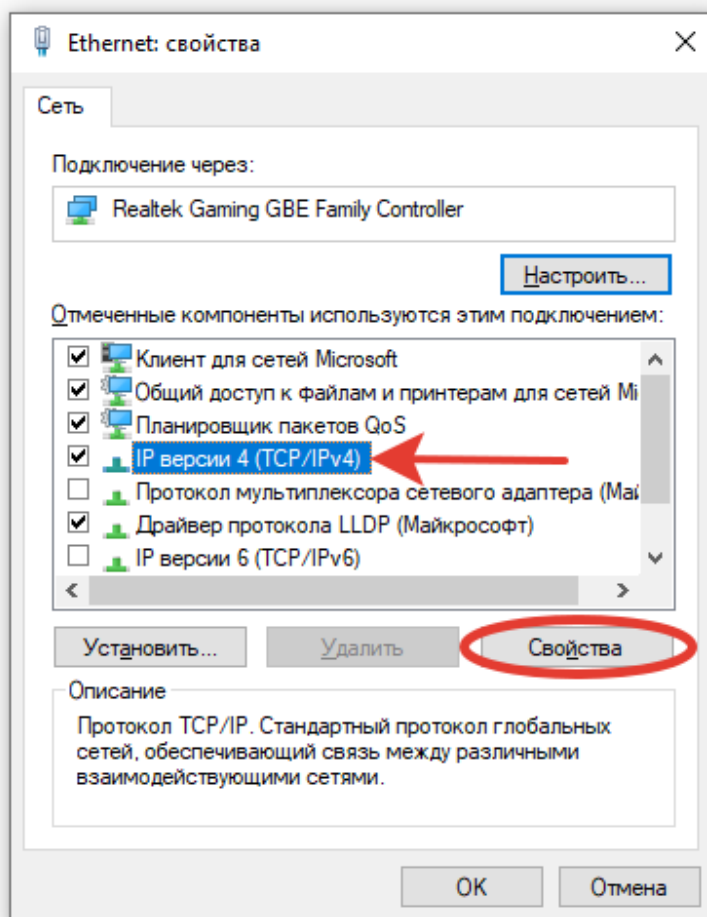 Ethernet: свойства
Сеть
Подключение через:
Realtek Gaming GBE Family Controller
Настроить...
Отмеченные компоненты используются этим подключением:
Клиент для сетей Microsoft
Общий доступ к файлам и принтерам для сетей Mi
Планировщик пакетов QoS
IP версии 4 (TCP/IPv4)
Протокол мультиплексора сетевого адаптера (Май
Драйвер протокола LLDP (Майкрософт)
IP версии 6 (TCP/IPv6)
Установить... Удалить Свойства
Описание
Протокол TCP/IP. Стандартный протокол глобальных
сетей, обеспечивающий связь между различными
взаимодействующими сетями.
OK Отмена